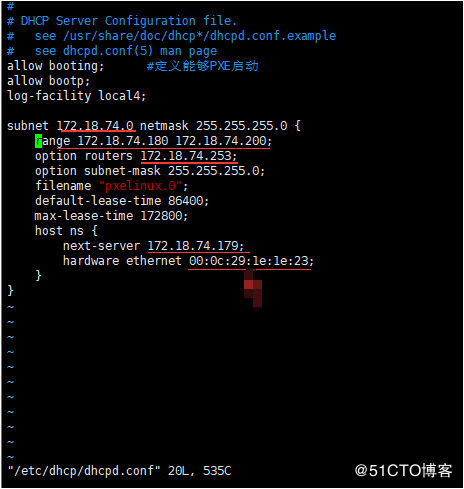 #
# DHCP Server Configuration file.
#   see /usr/share/doc/dhcp*/dhcpd.conf.example
#   see dhcpd.conf(5) man page
allow booting;      #定义能够PXE启动
allow bootp;
log-facility local4;

subnet 172.18.74.0 netmask 255.255.255.0 {
    range 172.18.74.180 172.18.74.200;
    option routers 172.18.74.253;
    option subnet-mask 255.255.255.0;
    filename "pxelinux.0";
    default-lease-time 86400;
    max-lease-time 172800;
    host ns {
        next-server 172.18.74.179;
        hardware ethernet 00:0c:29:1e:1e:23;
    }
}
~
~
~
~
~
~
~
~
~
~
~
"/etc/dhcp/dhcpd.conf" 20L, 535C
@51CTO博客